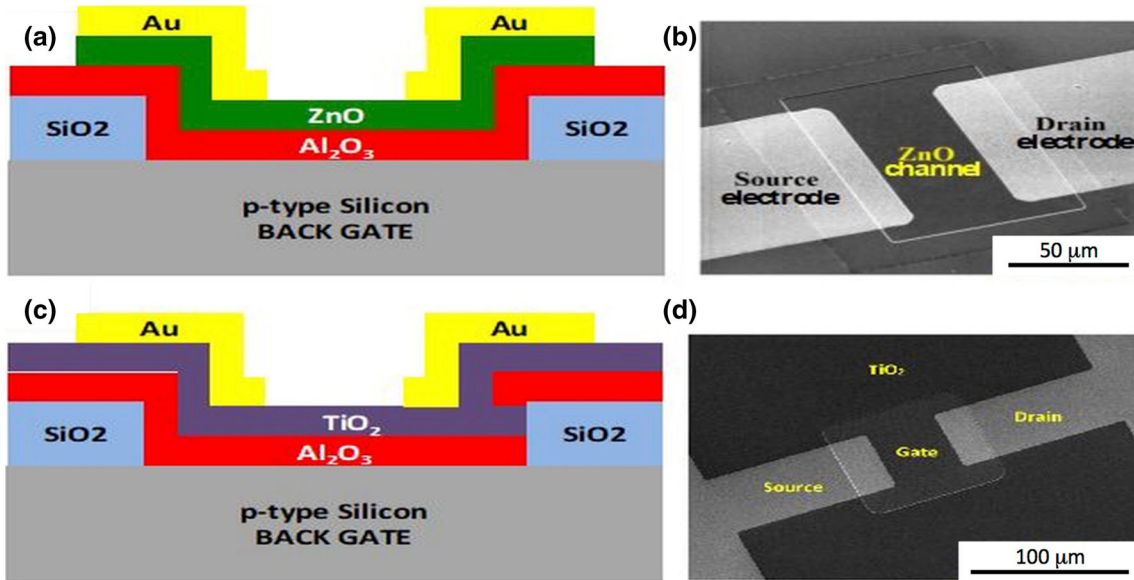 (a)
Au
Au
SiO2
ZnO
Al₂O₃
SiO2
p-type Silicon
BACK GATE
(b)
Source
electrode
ZnO
channel
Drain
electrode
50 μm
(c)
Au
Au
SiO2
TiO₂
Al₂O₃
SiO2
p-type Silicon
BACK GATE
(d)
TiO₂
Drain
Gate
Source
100 μm